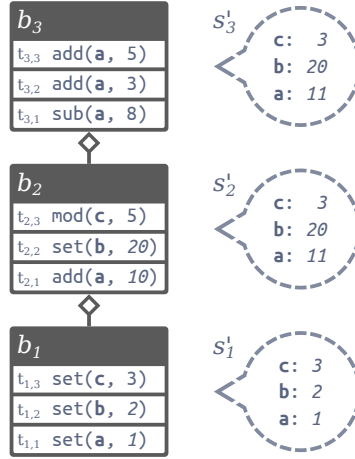 b3
t3,3 add(a, 5)
t3,2 add(a, 3)
t3,1 sub(a, 8)
s'3
c: 3
b: 20
a: 11
b2
t2,3 mod(c, 5)
t2,2 set(b, 20)
t2,1 add(a, 10)
s'2
c: 3
b: 20
a: 11
b1
t1,3 set(c, 3)
t1,2 set(b, 2)
t1,1 set(a, 1)
s'1
c: 3
b: 2
a: 1